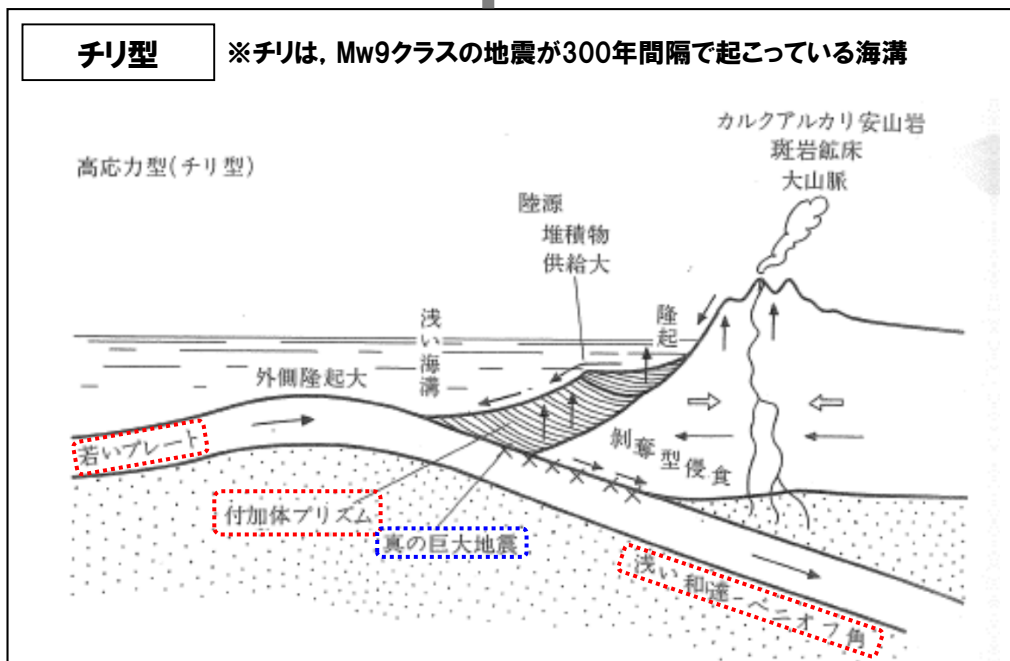 チリ型
※チリは，Mw9クラスの地震が300年間隔で起こっている海溝
高応力型(チリ型)
カルクアルカリ安山岩
斑岩鉱床
大山脈
陸源
堆積物
供給大
浅い海溝
隆起
外側隆起大
若いプレート
剝奪型侵食
付加体プリズム
真の巨大地震
浅い和達-ベニオフ角